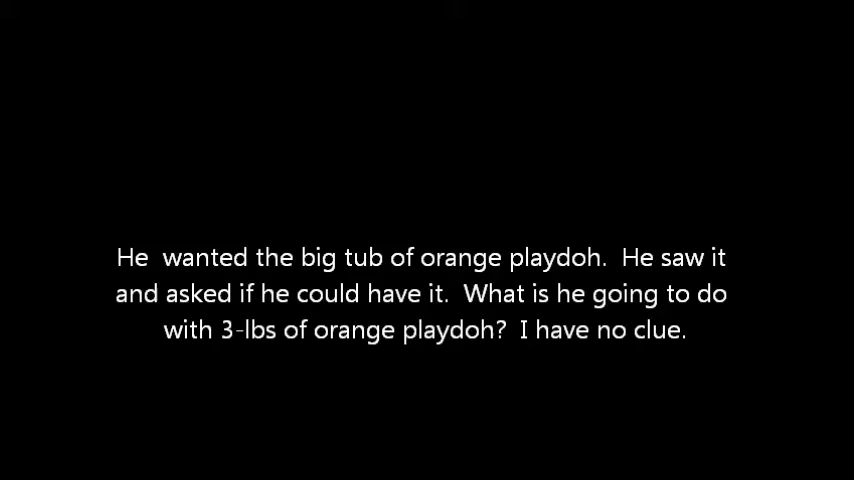 He  wanted the big tub of orange playdoh.  He saw it
and asked if he could have it.  What is he going to do
with 3-lbs of orange playdoh?  I have no clue.